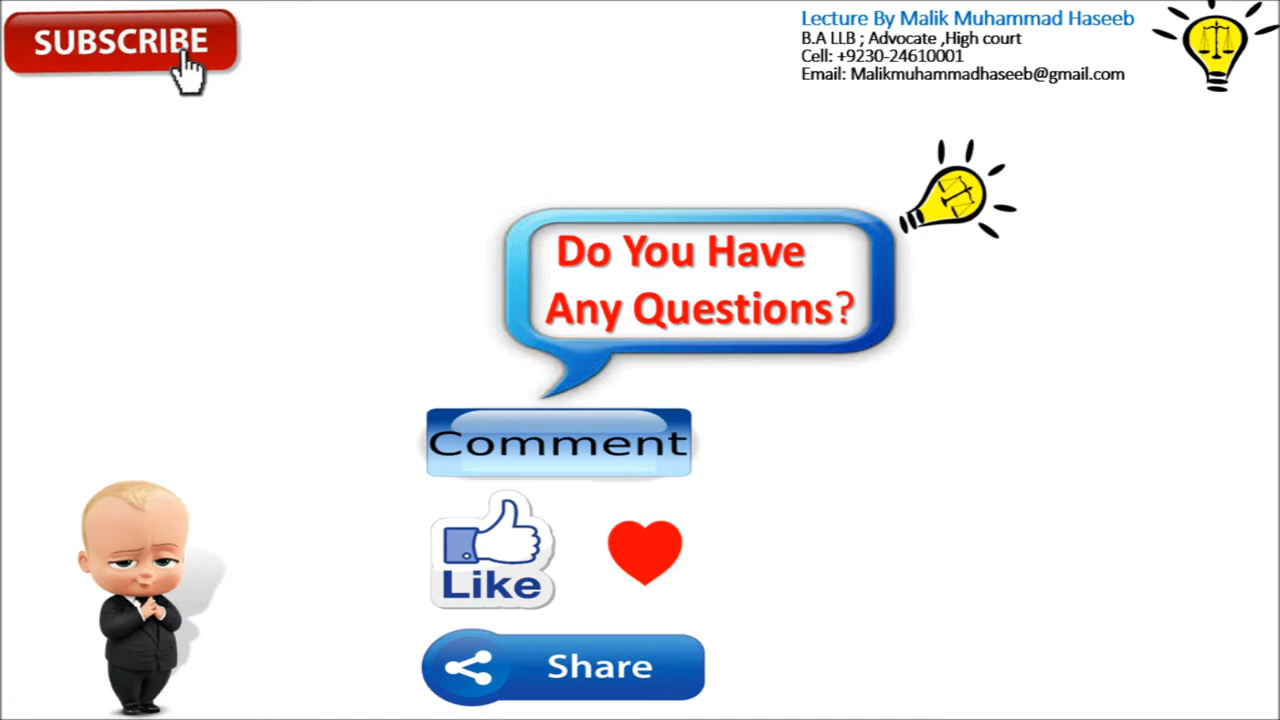 SUBSCRIBE
Lecture By Malik Muhammad Haseeb
B.A LLB ; Advocate ,High court
Cell: +9230-24610001
Email: Malikmuhammadhaseeb@gmail.com
Do You Have
Any Questions?
Comment
Like
Share